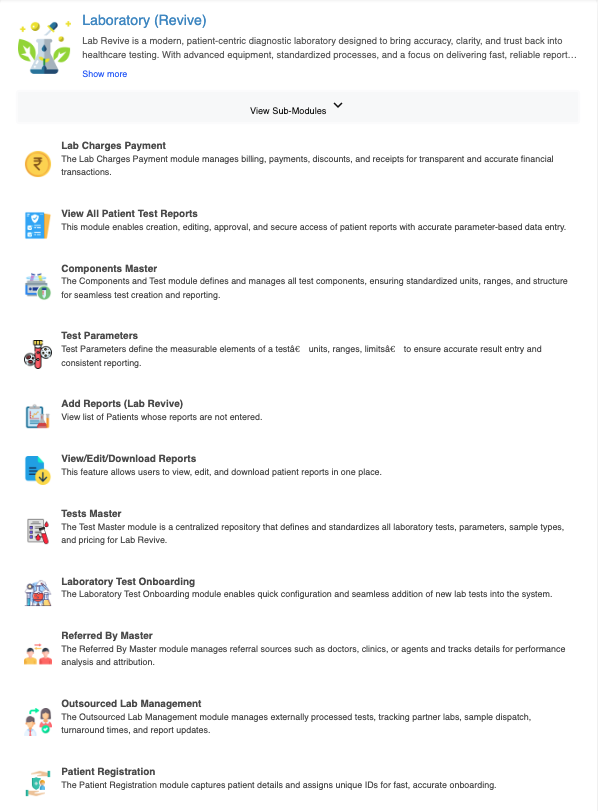 Laboratory (Revive)
Lab Revive is a modern, patient-centric diagnostic laboratory designed to bring accuracy, clarity, and trust back into
healthcare testing. With advanced equipment, standardized processes, and a focus on delivering fast, reliable report…
Show more
View Sub-Modules
Lab Charges Payment
The Lab Charges Payment module manages billing, payments, discounts, and receipts for transparent and accurate financial
transactions.
View All Patient Test Reports
This module enables creation, editing, approval, and secure access of patient reports with accurate parameter-based data entry.
Components Master
The Components and Test module defines and manages all test components, ensuring standardized units, ranges, and structure
for seamless test creation and reporting.
Test Parameters
Test Parameters define the measurable elements of a testâ€ units, ranges, limitsâ€ to ensure accurate result entry and
consistent reporting.
Add Reports (Lab Revive)
View list of Patients whose reports are not entered.
View/Edit/Download Reports
This feature allows users to view, edit, and download patient reports in one place.
Tests Master
The Test Master module is a centralized repository that defines and standardizes all laboratory tests, parameters, sample types,
and pricing for Lab Revive.
Laboratory Test Onboarding
The Laboratory Test Onboarding module enables quick configuration and seamless addition of new lab tests into the system.
Referred By Master
The Referred By Master module manages referral sources such as doctors, clinics, or agents and tracks details for performance
analysis and attribution.
Outsourced Lab Management
The Outsourced Lab Management module manages externally processed tests, tracking partner labs, sample dispatch,
turnaround times, and report updates.
Patient Registration
The Patient Registration module captures patient details and assigns unique IDs for fast, accurate onboarding.